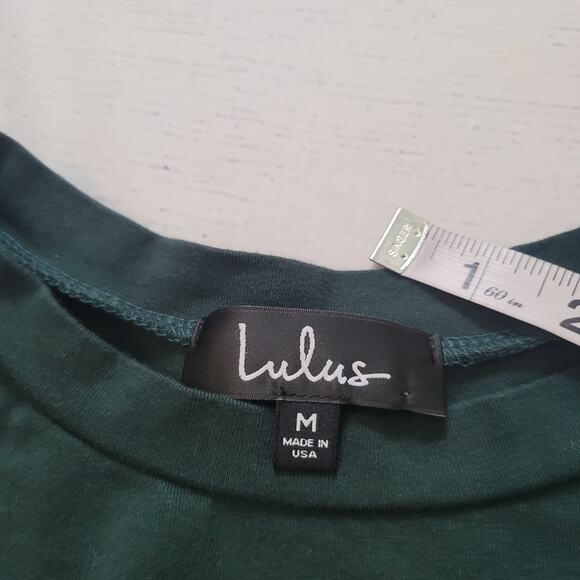 SINGER
1
60 in
2
Lulus
M
MADE IN
USA